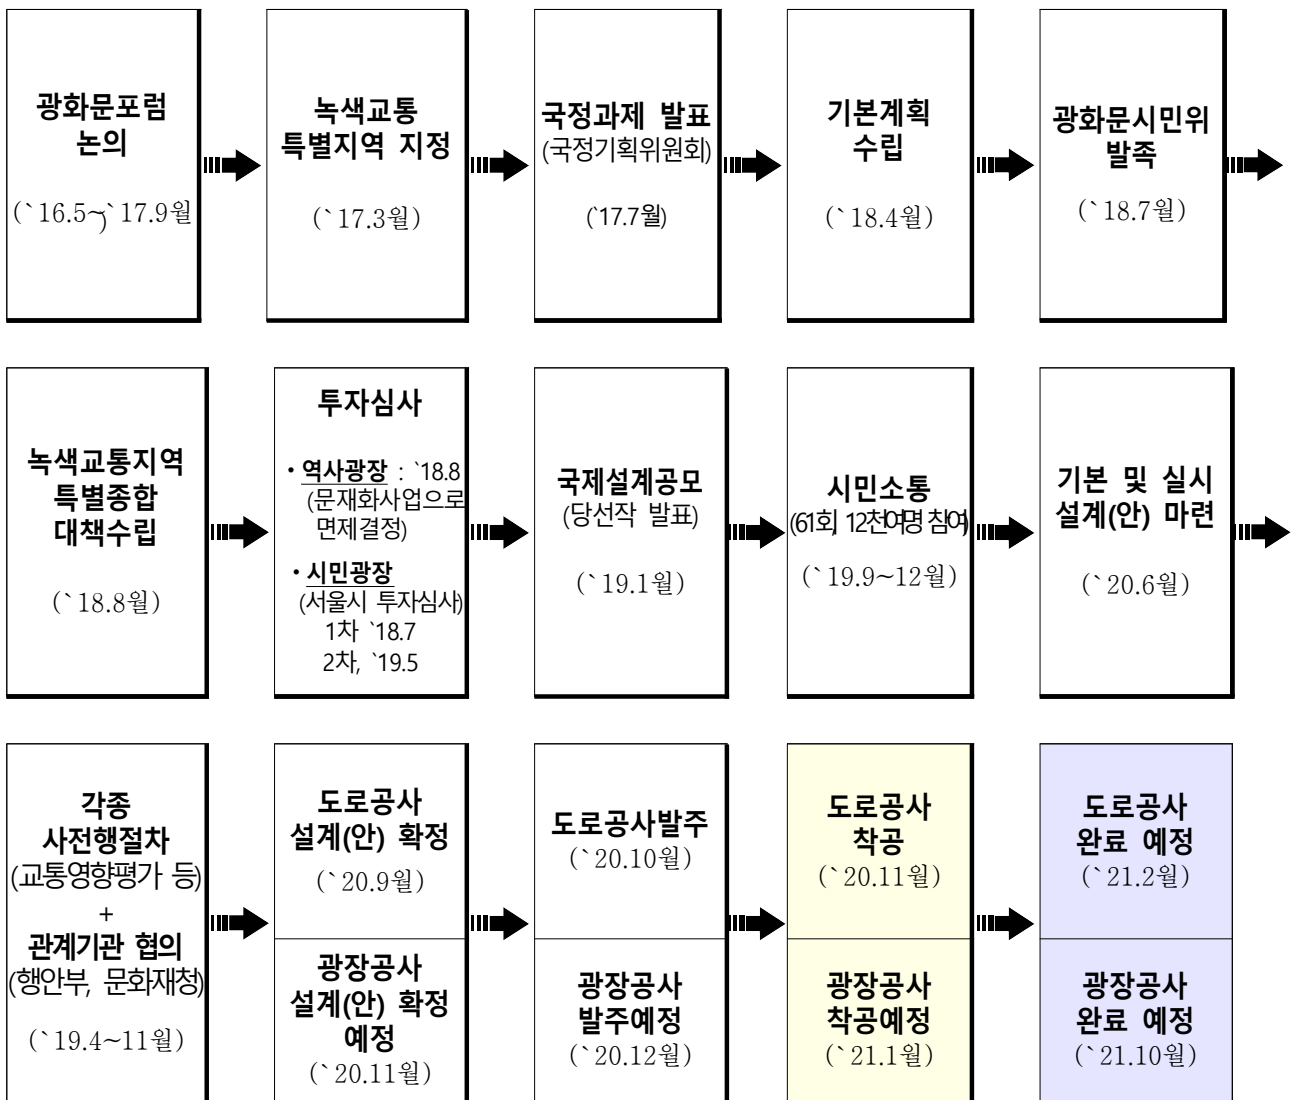 광화문포럼
논의
(`16.5~`17.9월)
녹색교통
특별지역 지정
(`17.3월)
국정과제 발표
(국정기획위원회)
(`17.7월)
기본계획
수립
(`18.4월)
광화문시민위
발족
(`18.7월)
녹색교통지역
특별종합
대책수립
(`18.8월)
투자심사
・역사광장 : `18.8
(문재화사업으로
면제결정)
・시민광장
(서울시 투자심사)
1차 `18.7
2차, `19.5
국제설계공모
(당선작 발표)
(`19.1월)
시민소통
(61회, 12천여명 참여)
(`19.9~12월)
기본 및 실시
설계(안) 마련
(`20.6월)
각종
사전행절차
(교통영향평가 등)
+
관계기관 협의
(행안부, 문화재청)
(`19.4~11월)
도로공사
설계(안) 확정
(`20.9월)
광장공사
설계(안) 확정
예정
(`20.11월)
도로공사발주
(`20.10월)
광장공사
발주예정
(`20.12월)
도로공사
착공
(`20.11월)
광장공사
착공예정
(`21.1월)
도로공사
완료 예정
(`21.2월)
광장공사
완료 예정
(`21.10월)